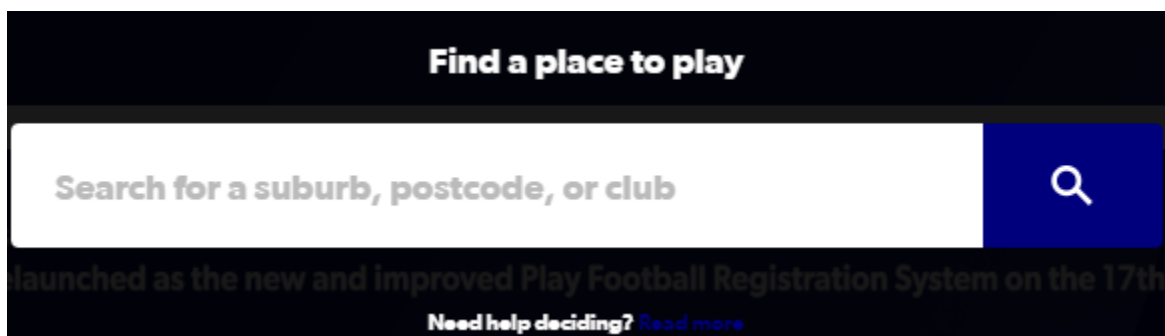 Find a place to play
Search for a suburb, postcode, or club
elaunched as the new and improved Play Football Registration System on the 17th
Need help deciding? Read more